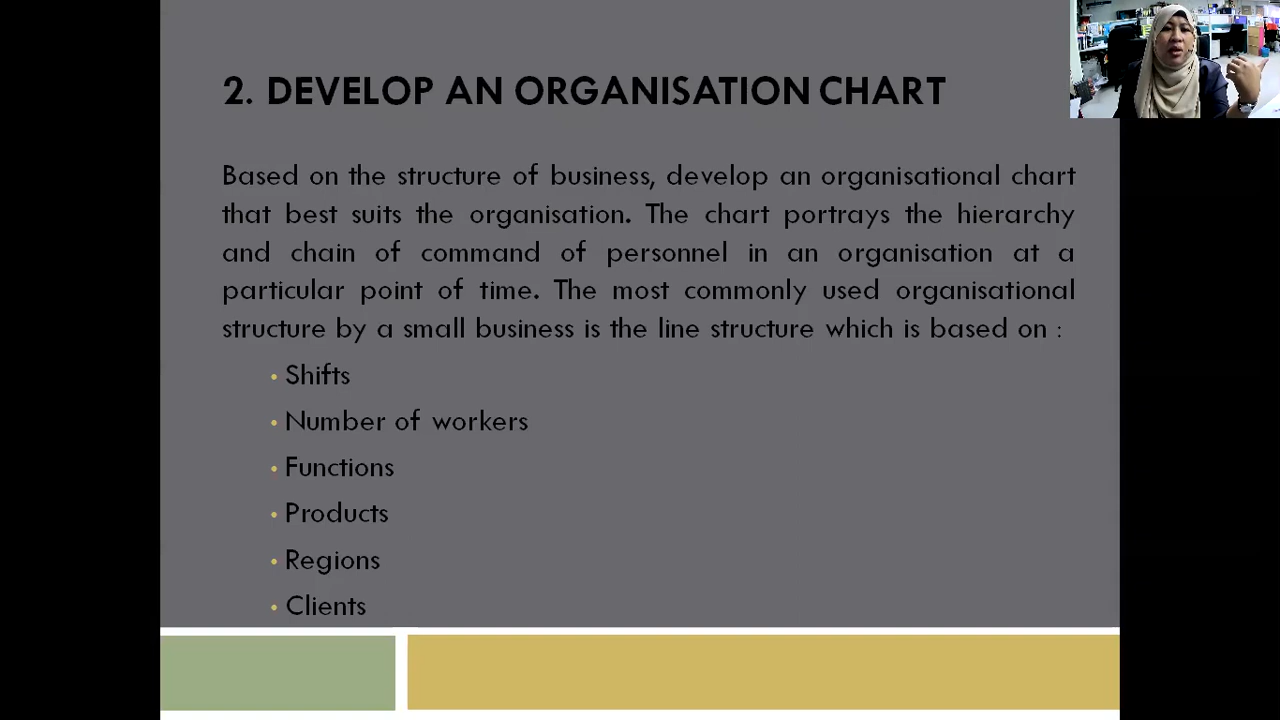 2. DEVELOP AN ORGANISATION CHART
Based on the structure of business, develop an organisational chart
that best suits the organisation. The chart portrays the hierarchy
and chain of command of personnel in an organisation at a
particular point of time. The most commonly used organisational
structure by a small business is the line structure which is based on :
• Shifts
• Number of workers
• Functions
• Products
• Regions
• Clients